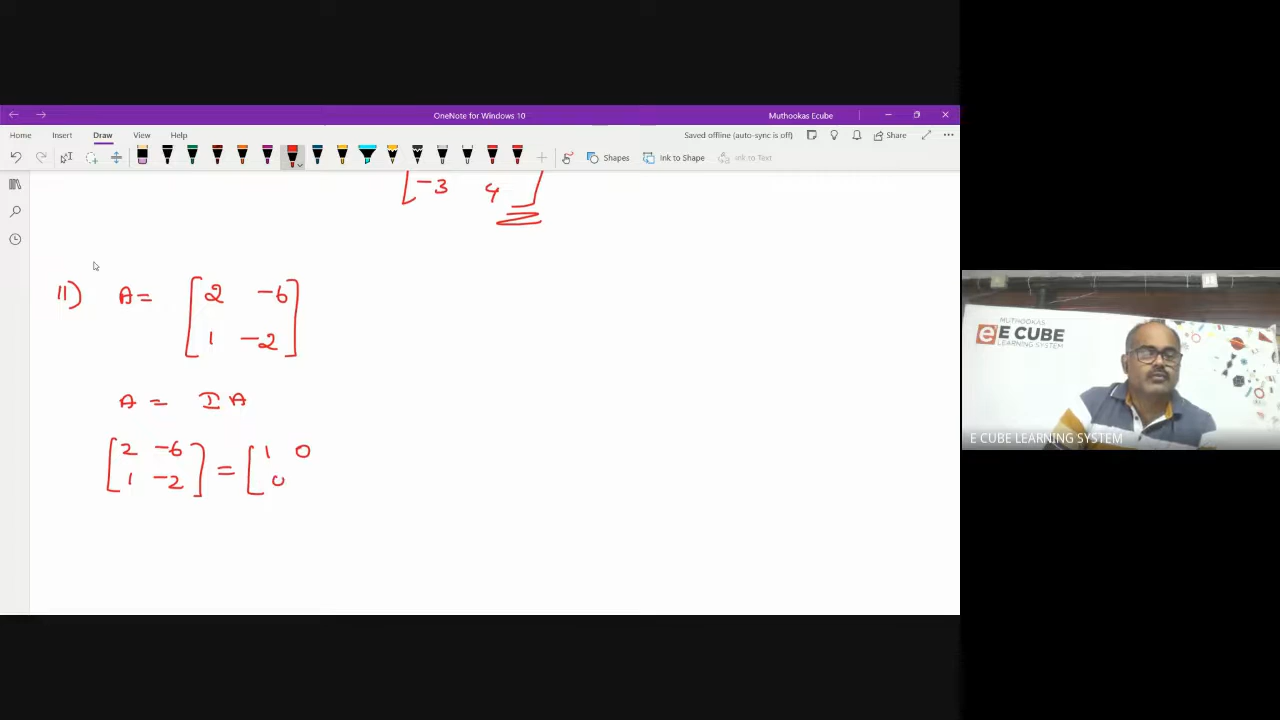 OneNote for Windows 10
Muthookas Ecube
Home Insert Draw View Help
Saved offline (auto-sync is off)
Share
Shapes
Ink to Shape
Ink to Text
-3 4
11) A = [2 -6
1 -2]
A = I A
[2 -6
1 -2] = [1 0
0
MUTHOOKAS
e E CUBE
LEARNING SYSTEM
E CUBE LEARNING SYSTEM